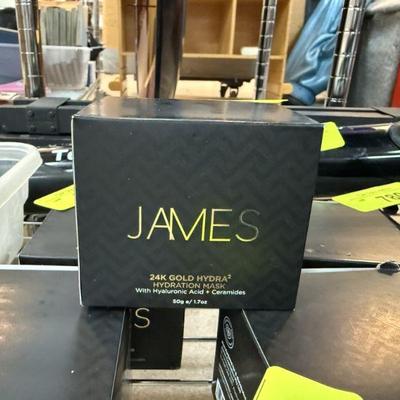 JAMES
24K GOLD HYDRA²
HYDRATION MASK
With Hyaluronic Acid + Ceramides
50g e/ 1.7oz
S